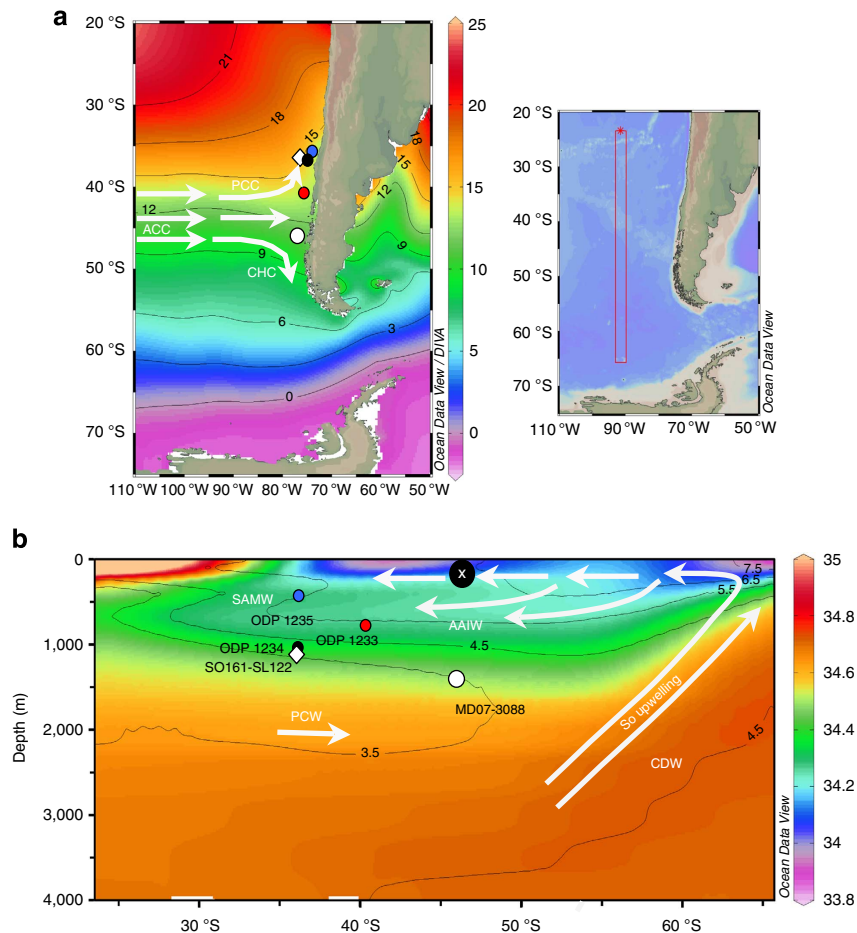 a
20 °S
30 °S
40 °S
50 °S
60 °S
70 °S
110 °W 100 °W 90 °W 80 °W 70 °W 60 °W 50 °W
21
18
15
18
15
12
PCC
12
ACC
9
9
CHC
6
3
0
Ocean Data View / DIVA
25
20
15
10
5
0
20 °S
30 °S
40 °S
50 °S
60 °S
70 °S
110 °W 90 °W 70 °W 50 °W
Ocean Data View
b
Depth (m)
0
1,000
2,000
3,000
4,000
30 °S 40 °S 50 °S 60 °S
x
7.5
6.5
5.5
SAMW
ODP 1235
AAIW
ODP 1233
4.5
ODP 1234
SO161-SL122
MD07-3088
PCW
3.5
So upwelling
CDW
4.5
Ocean Data View
35
34.8
34.6
34.4
34.2
34
33.8